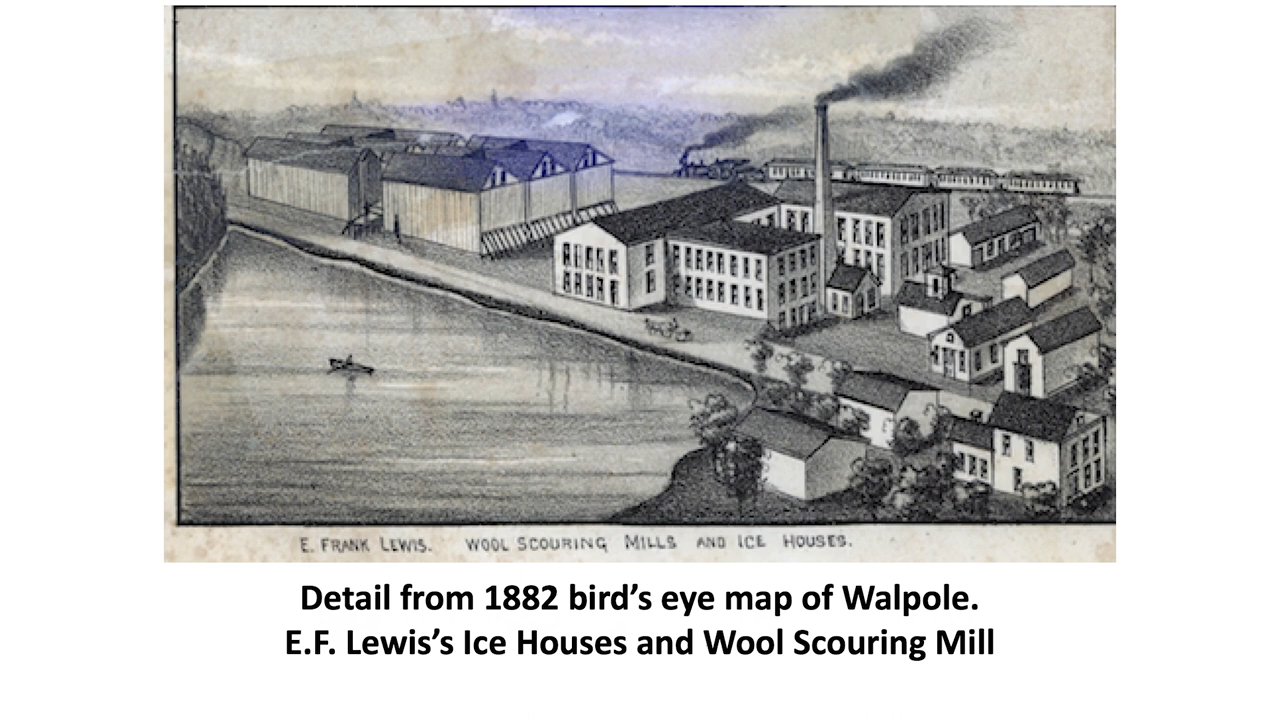 E. FRANK LEWIS. WOOL SCOURING MILLS AND ICE HOUSES.
Detail from 1882 bird’s eye map of Walpole.
E.F. Lewis’s Ice Houses and Wool Scouring Mill